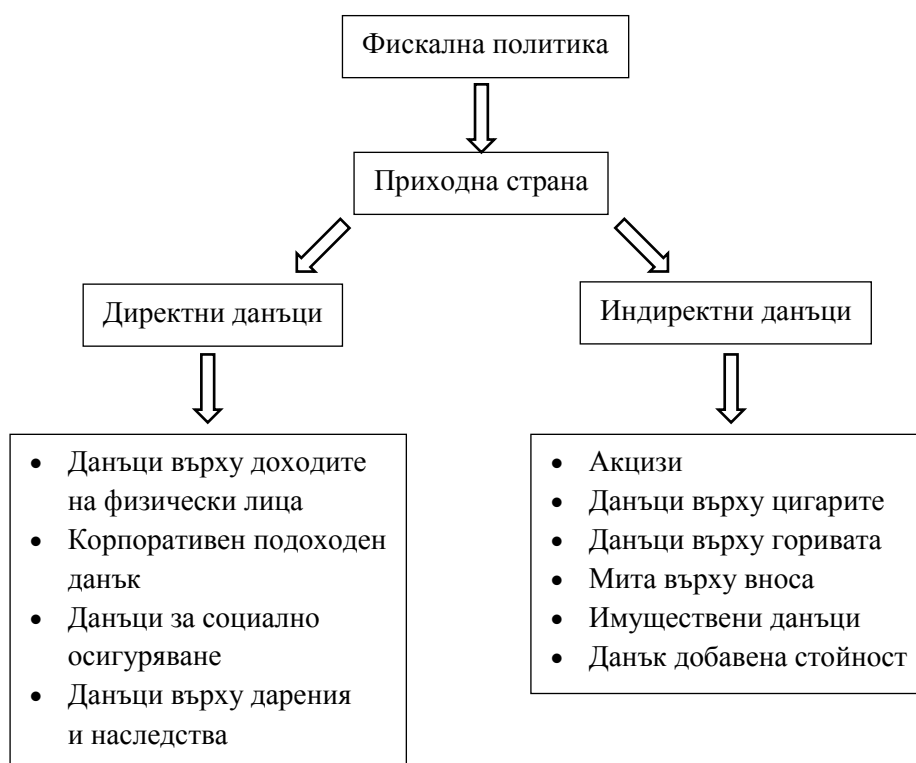 Фискална политика
Приходна страна
Директни данъци
Индиректни данъци
• Данъци върху доходите
на физически лица
• Корпоративен подоходен
данък
• Данъци за социално
осигуряване
• Данъци върху дарения
и наследства
• Акцизи
• Данъци върху цигарите
• Данъци върху горивата
• Мита върху вноса
• Имуществени данъци
• Данък добавена стойност